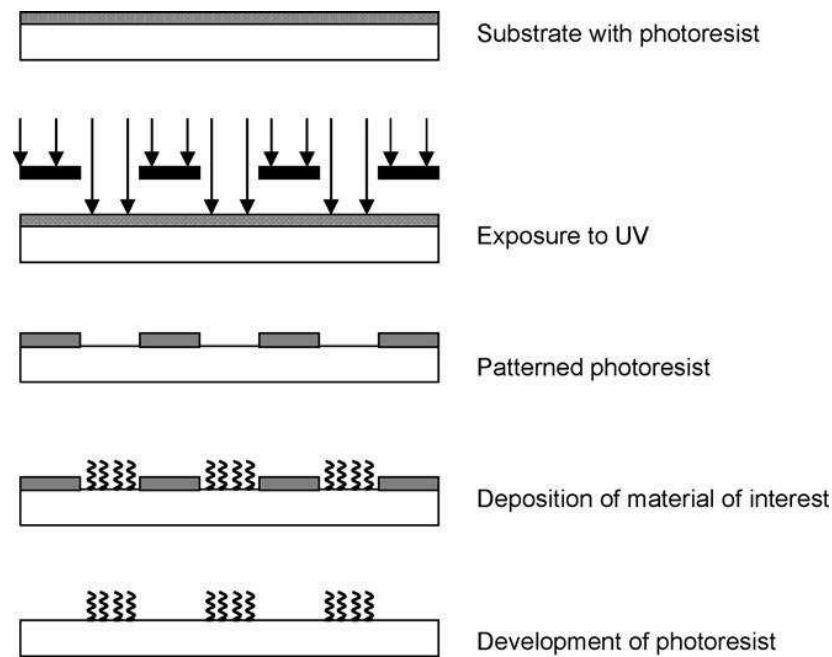 Substrate with photoresist
Exposure to UV
Patterned photoresist
Deposition of material of interest
Development of photoresist